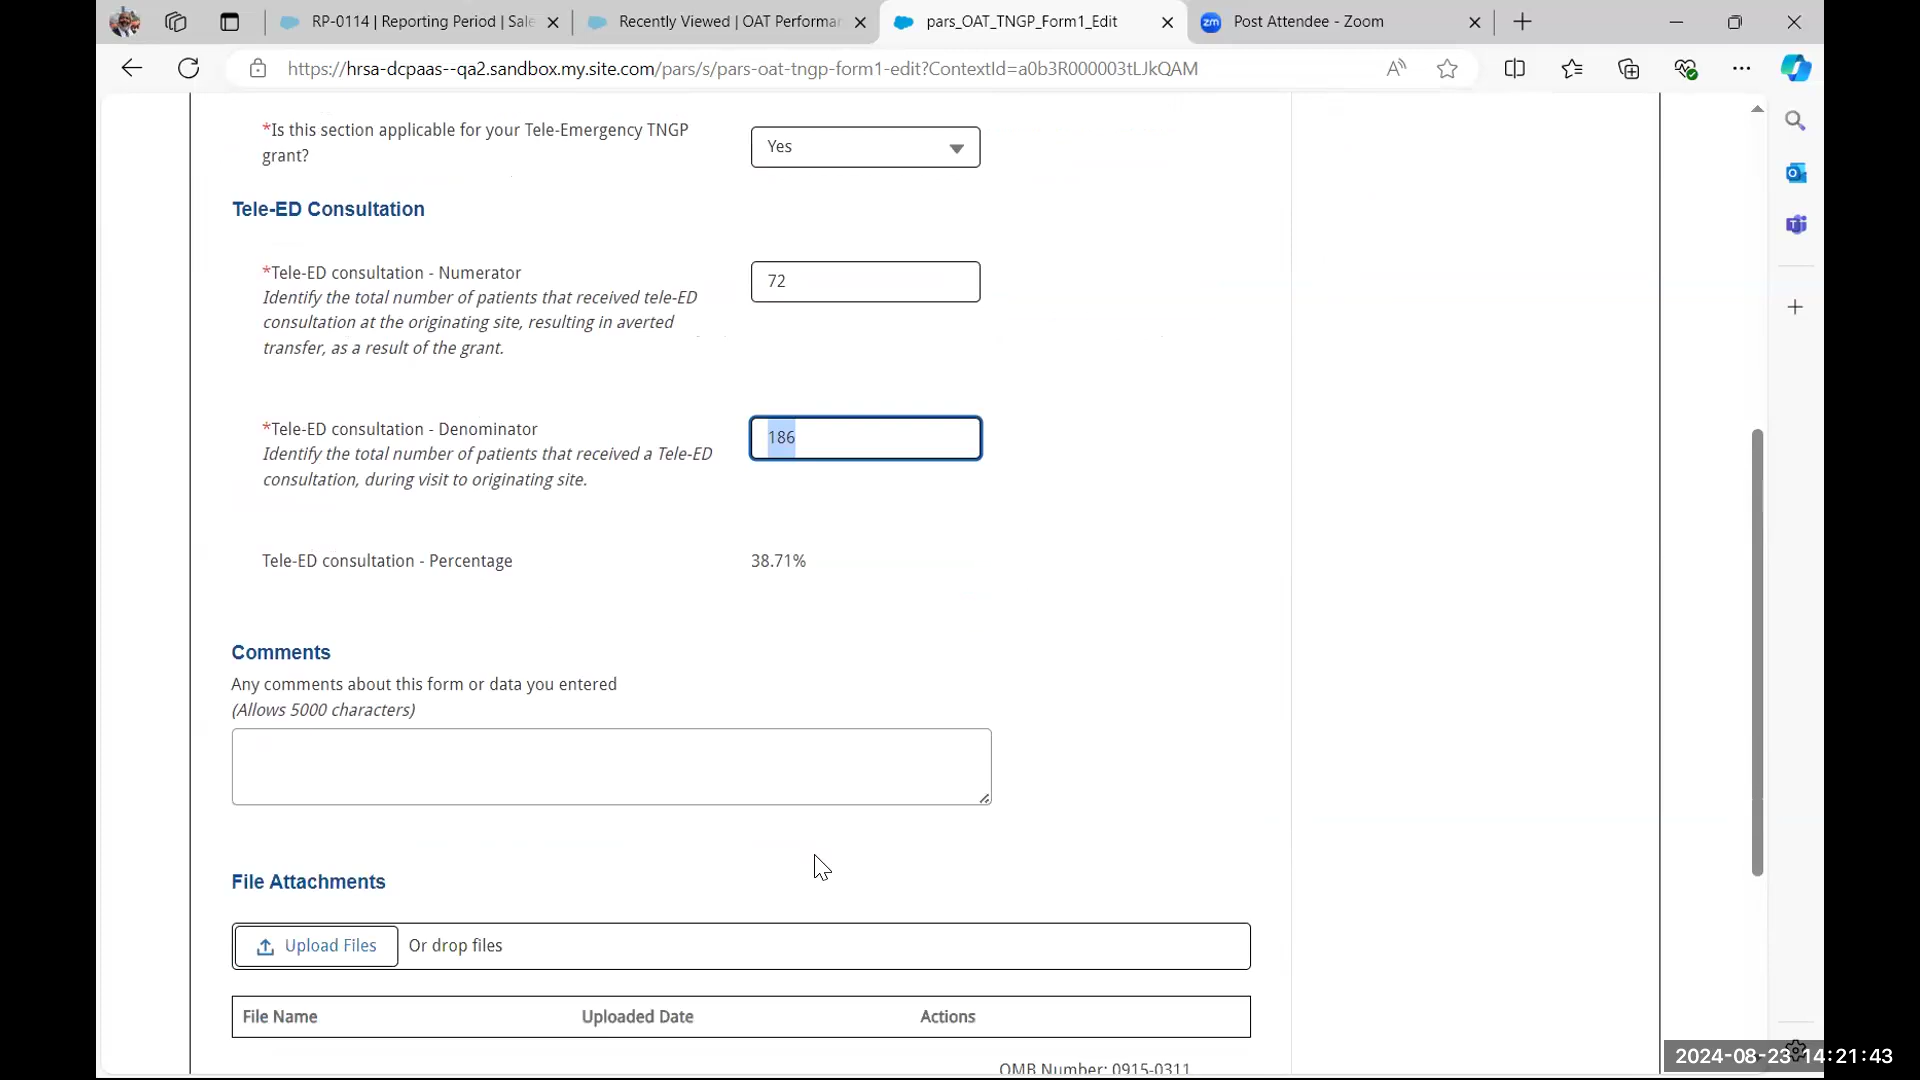 RP-0114 | Reporting Period | Sale
Recently Viewed | OAT Performan
pars_OAT_TNGP_Form1_Edit
zm Post Attendee - Zoom
https://hrsa-dcpaas--qa2.sandbox.my.site.com/pars/s/pars-oat-tngp-form1-edit?ContextId=a0b3R000003tLJkQAM
*Is this section applicable for your Tele-Emergency TNGP
grant?
Yes
Tele-ED Consultation
*Tele-ED consultation - Numerator
72
Identify the total number of patients that received tele-ED
consultation at the originating site, resulting in averted
transfer, as a result of the grant.
*Tele-ED consultation - Denominator
186
Identify the total number of patients that received a Tele-ED
consultation, during visit to originating site.
Tele-ED consultation - Percentage
38.71%
Comments
Any comments about this form or data you entered
(Allows 5000 characters)
File Attachments
Upload Files Or drop files
File Name Uploaded Date Actions
OMB Number: 0915-0311
2024-08-23 14:21:43